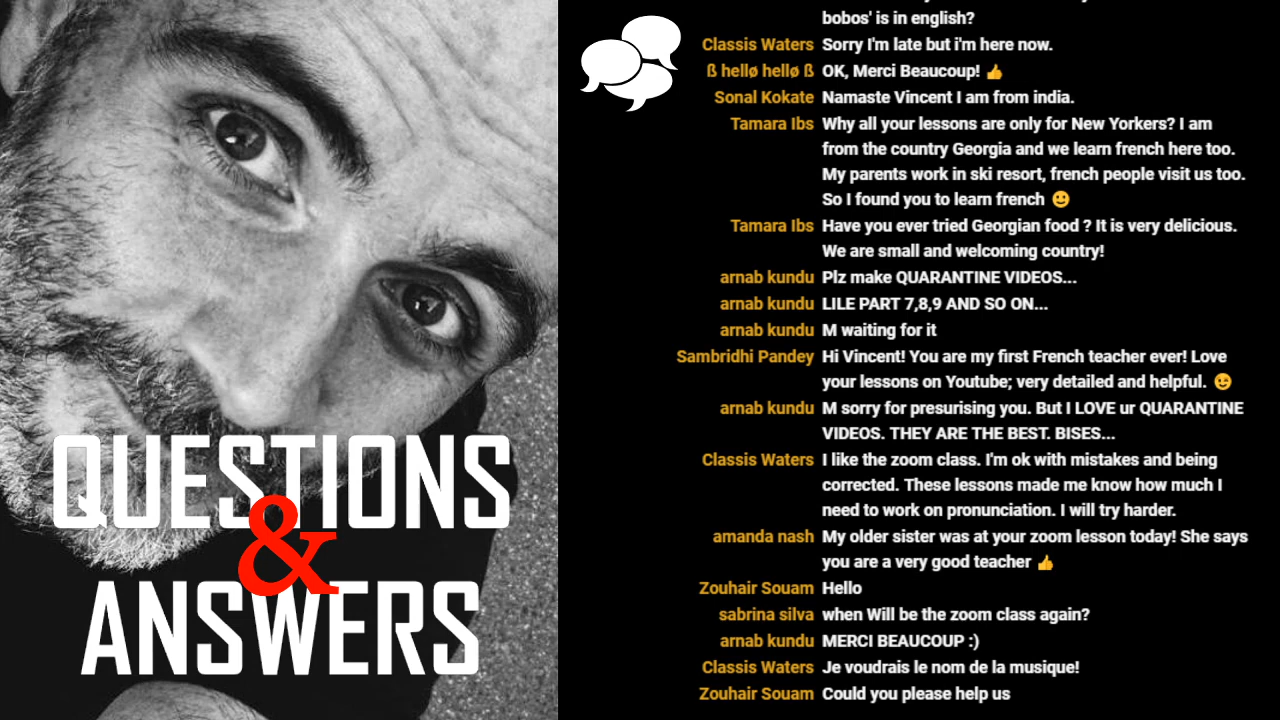 QUESTIONS
&
ANSWERS
bobos' is in english?
Classis Waters Sorry I'm late but i'm here now.
ß hellø hellø ß OK, Merci Beaucoup! 👍
Sonal Kokate Namaste Vincent I am from india.
Tamara Ibs Why all your lessons are only for New Yorkers? I am
from the country Georgia and we learn french here too.
My parents work in ski resort, french people visit us too.
So I found you to learn french 🙂
Tamara Ibs Have you ever tried Georgian food ? It is very delicious.
We are small and welcoming country!
arnab kundu Plz make QUARANTINE VIDEOS...
arnab kundu LILE PART 7,8,9 AND SO ON...
arnab kundu M waiting for it
Sambridhi Pandey Hi Vincent! You are my first French teacher ever! Love
your lessons on Youtube; very detailed and helpful. 😉
arnab kundu M sorry for presurising you. But I LOVE ur QUARANTINE
VIDEOS. THEY ARE THE BEST. BISES...
Classis Waters I like the zoom class. I'm ok with mistakes and being
corrected. These lessons made me know how much I
need to work on pronunciation. I will try harder.
amanda nash My older sister was at your zoom lesson today! She says
you are a very good teacher 👍
Zouhair Souam Hello
sabrina silva when Will be the zoom class again?
arnab kundu MERCI BEAUCOUP :)
Classis Waters Je voudrais le nom de la musique!
Zouhair Souam Could you please help us